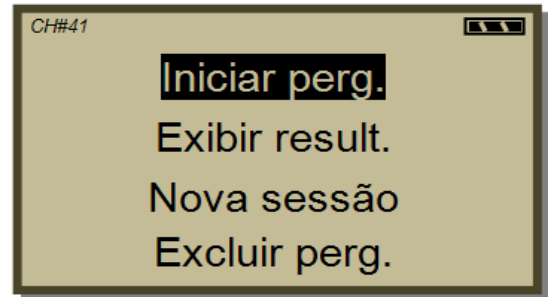 CH#41
Iniciar perg.
Exibir result.
Nova sessão
Excluir perg.